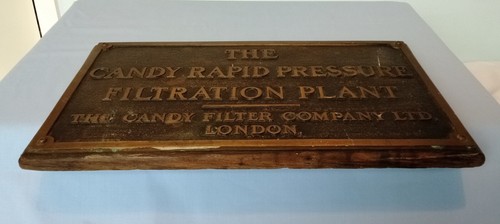 THE
CANDY RAPID PRESSURE
FILTRATION PLANT
THE CANDY FILTER COMPANY LTD.
LONDON,